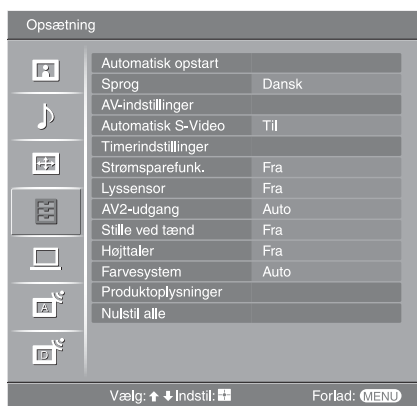 Opsætning
Automatisk opstart
Sprog Dansk
AV-indstillinger
Automatisk S-Video Til
Timerindstillinger
Strømsparefunk. Fra
Lyssensor Fra
AV2-udgang Auto
Stille ved tænd Fra
Højttaler Fra
Farvesystem Auto
Produktoplysninger
Nulstil alle
A
D
Vælg: Indstil: Forlad: MENU